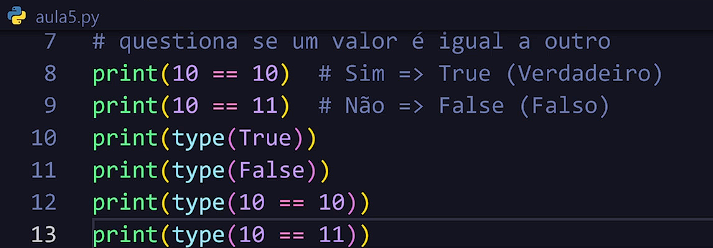 aula5.py
7 # questiona se um valor é igual a outro
8 print(10 == 10)  # Sim => True (Verdadeiro)
9 print(10 == 11)  # Não => False (Falso)
10 print(type(True))
11 print(type(False))
12 print(type(10 == 10))
13 print(type(10 == 11))